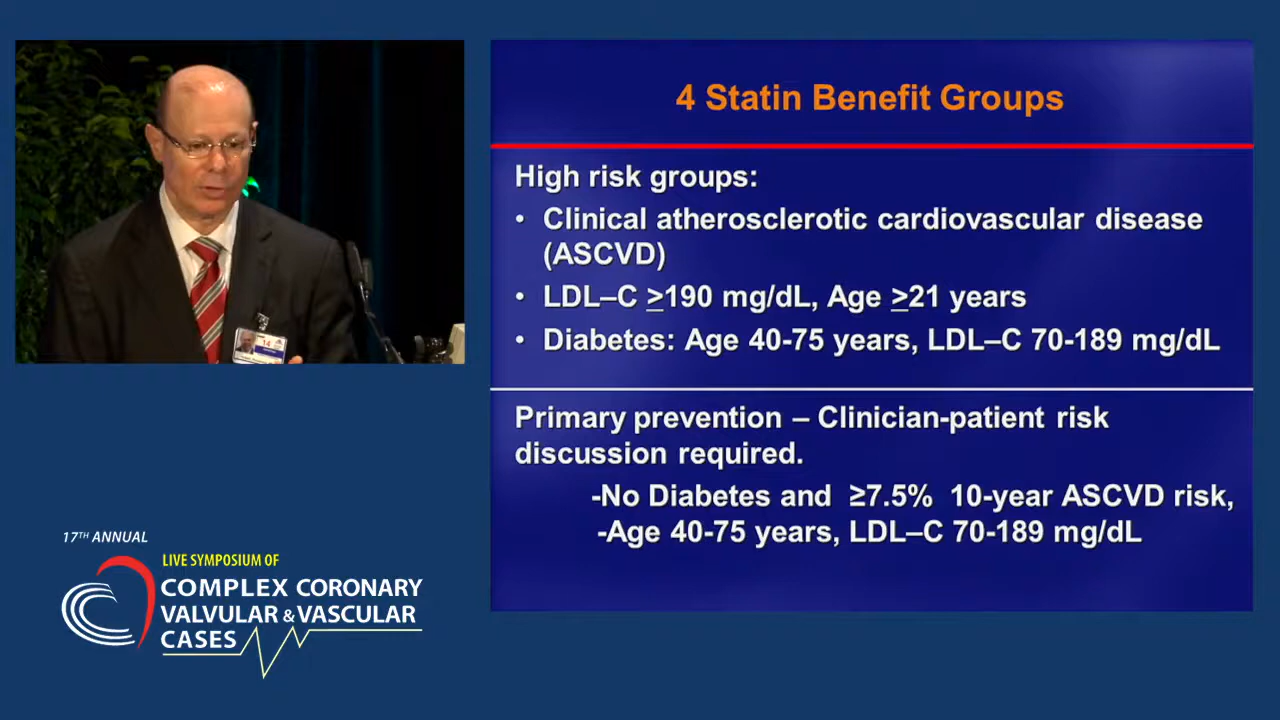 4 Statin Benefit Groups
High risk groups:
• Clinical atherosclerotic cardiovascular disease
(ASCVD)
• LDL–C ≥190 mg/dL, Age ≥21 years
• Diabetes: Age 40-75 years, LDL–C 70-189 mg/dL
Primary prevention – Clinician-patient risk
discussion required.
-No Diabetes and ≥7.5% 10-year ASCVD risk,
-Age 40-75 years, LDL–C 70-189 mg/dL
17TH ANNUAL
LIVE SYMPOSIUM OF
COMPLEX CORONARY
VALVULAR & VASCULAR
CASES